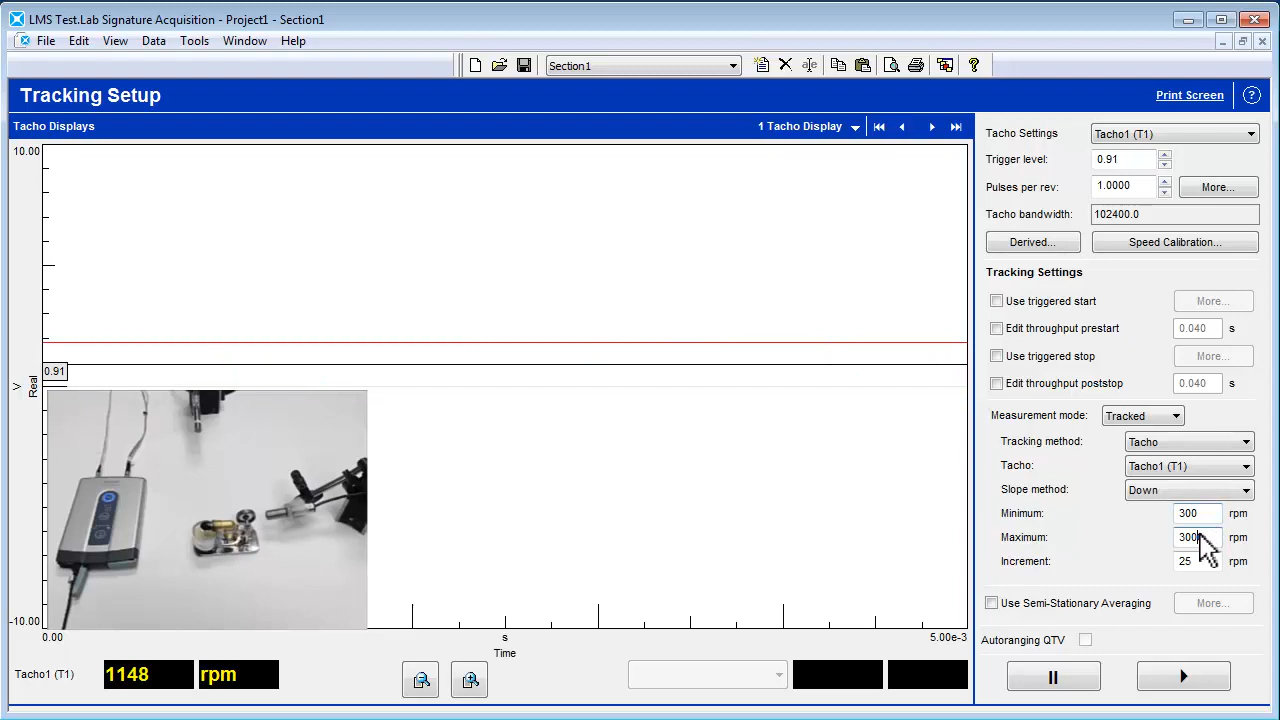 LMS Test.Lab Signature Acquisition - Project1 - Section1
File Edit View Data Tools Window Help
Section1
Tracking Setup
Print Screen
Tacho Displays
1 Tacho Display
10.00
V
Real
0.91
-10.00
0.00
s
5.00e-3
Time
Tacho1 (T1)
1148
rpm
Tacho Settings
Tacho1 (T1)
Trigger level:
0.91
Pulses per rev:
1.0000
More...
Tacho bandwidth:
102400.0
Derived...
Speed Calibration...
Tracking Settings
Use triggered start
More...
Edit throughput prestart
0.040
s
Use triggered stop
More...
Edit throughput poststop
0.040
s
Measurement mode:
Tracked
Tracking method:
Tacho
Tacho:
Tacho1 (T1)
Slope method:
Down
Minimum:
300
rpm
Maximum:
300
rpm
Increment:
25
rpm
Use Semi-Stationary Averaging
More...
Autoranging QTV